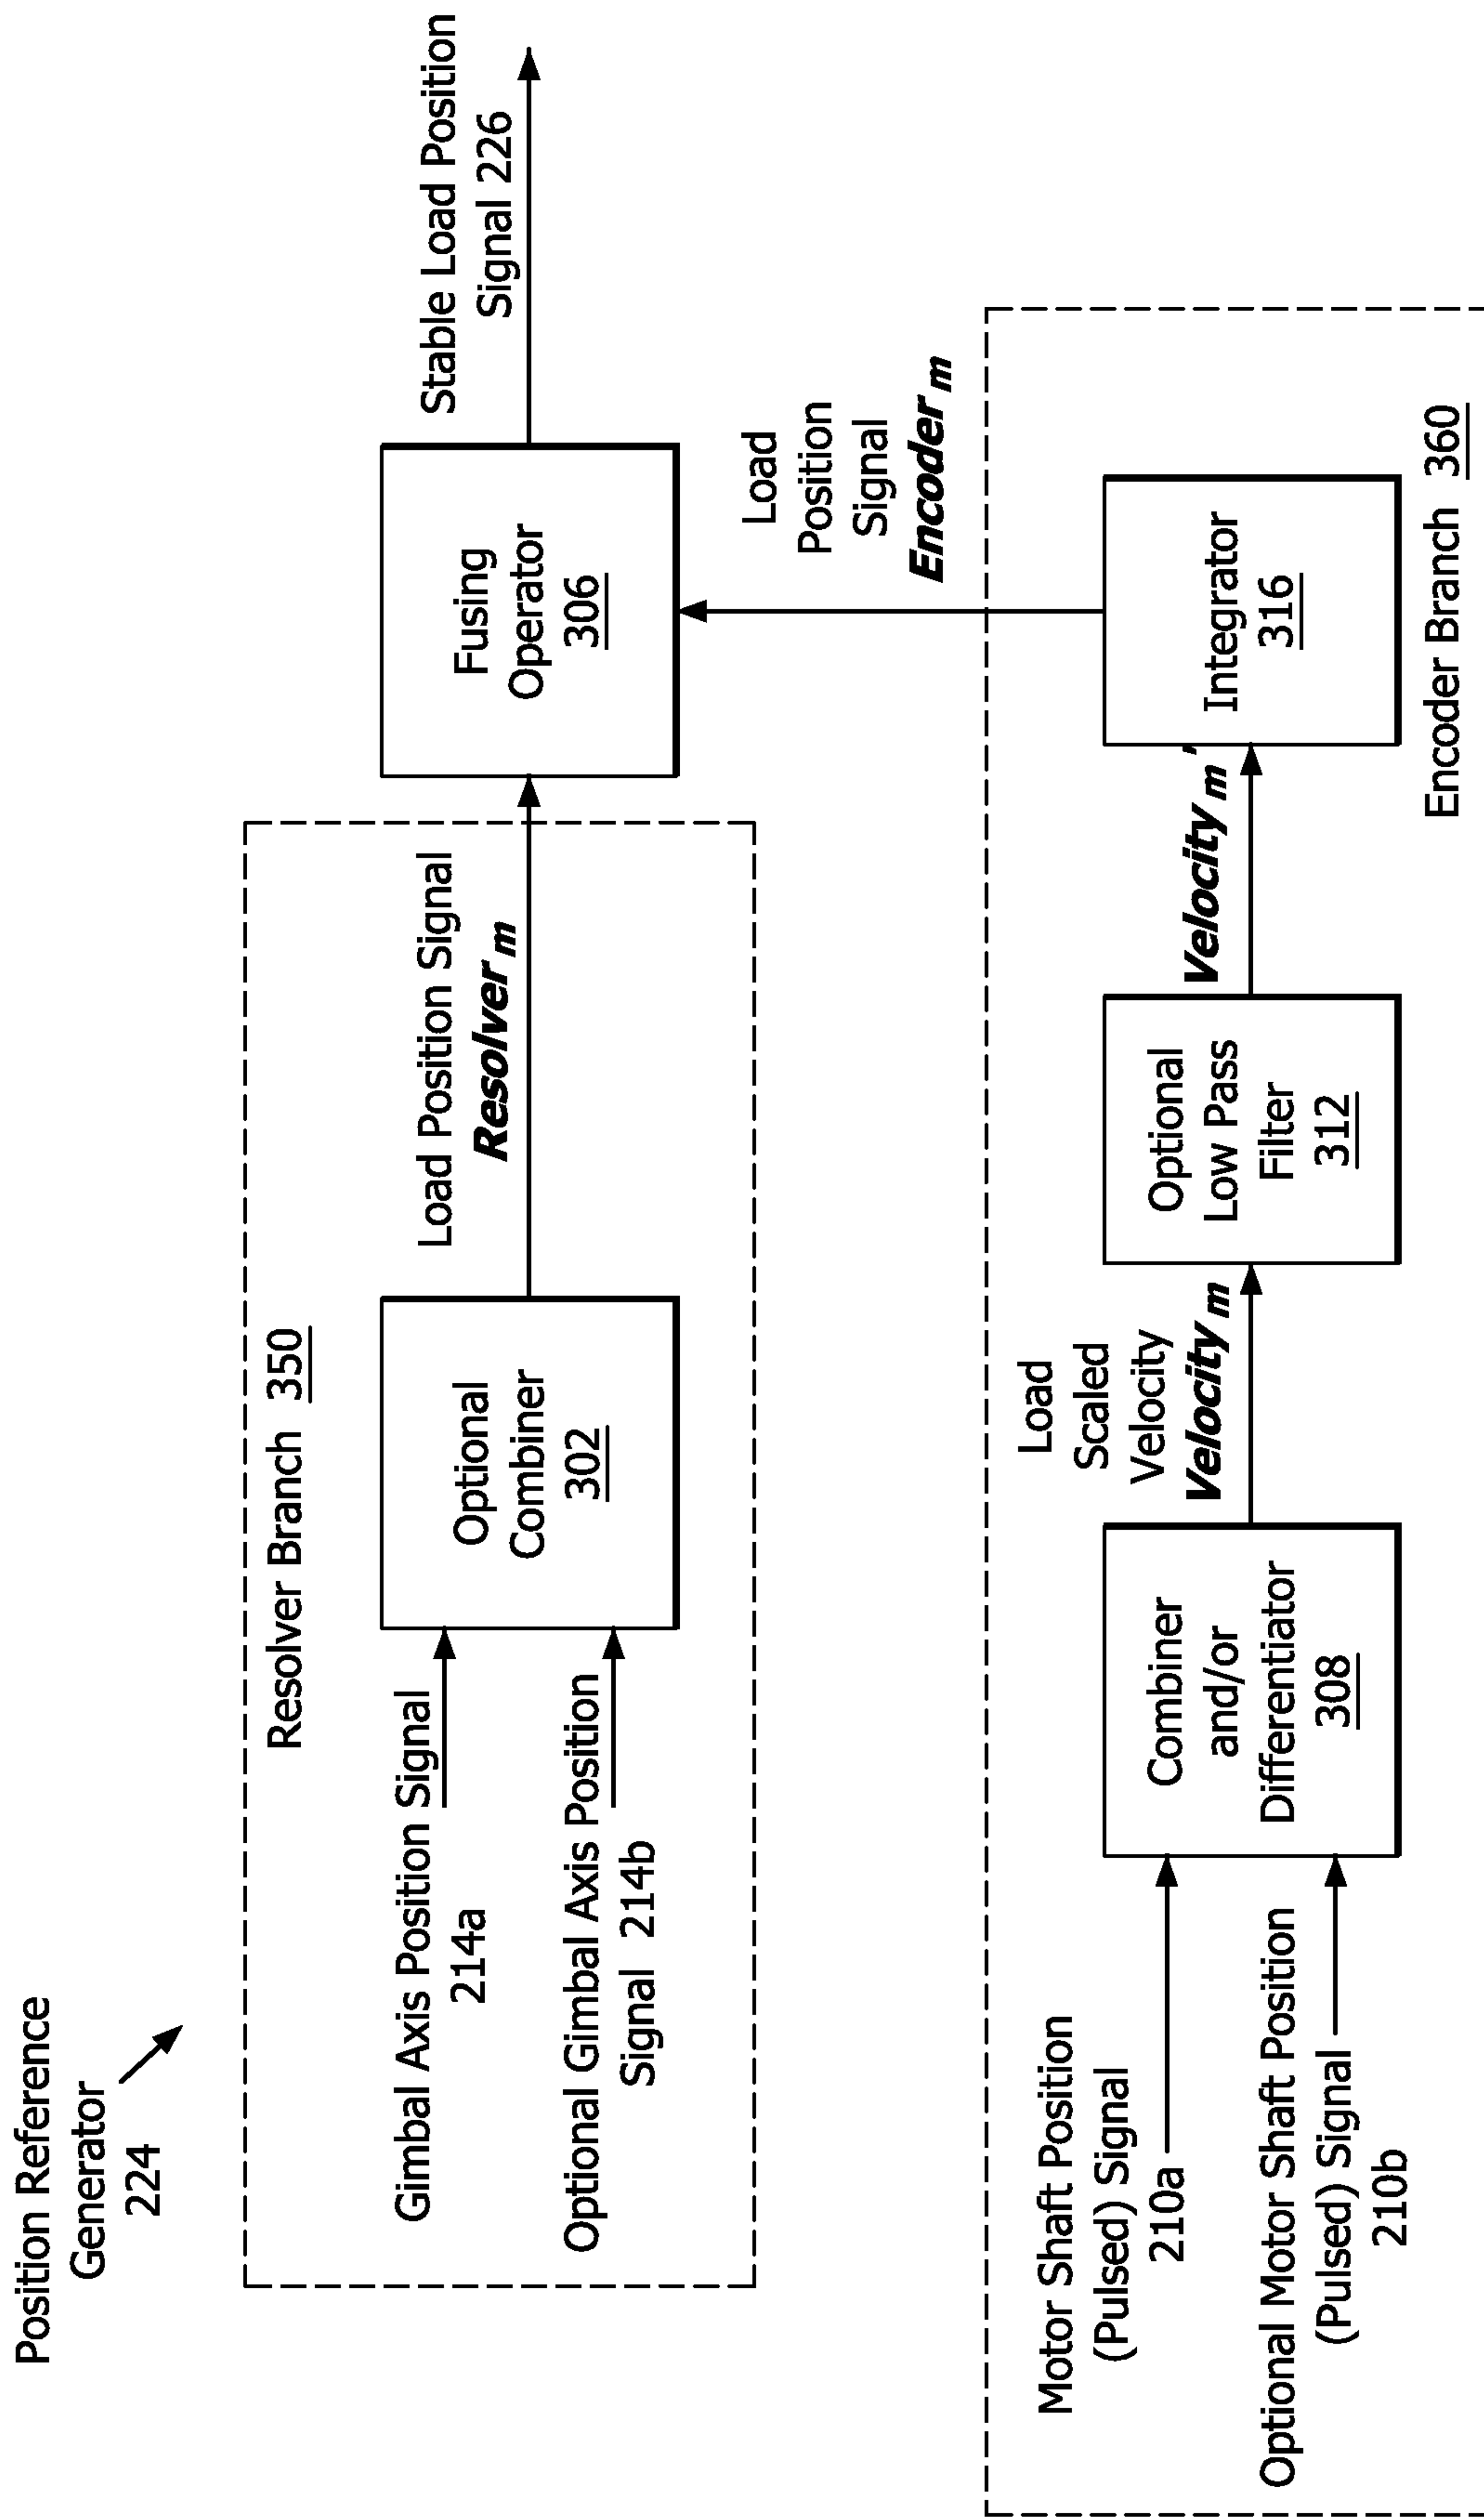 Position Reference
Generator
224
Resolver Branch 350
Gimbal Axis Position Signal
214a
Optional Gimbal Axis Position
Signal 214b
Optional
Combiner
302
Load Position Signal
Resolver m
Fusing
Operator
306
Stable Load Position
Signal 226
Load
Position
Signal
Encoder m
Motor Shaft Position
(Pulsed) Signal
210a
Optional Motor Shaft Position
(Pulsed) Signal
210b
Combiner
and/or
Differentiator
308
Load
Scaled
Velocity
Velocity m
Optional
Low Pass
Filter
312
Velocity m'
Integrator
316
Encoder Branch 360